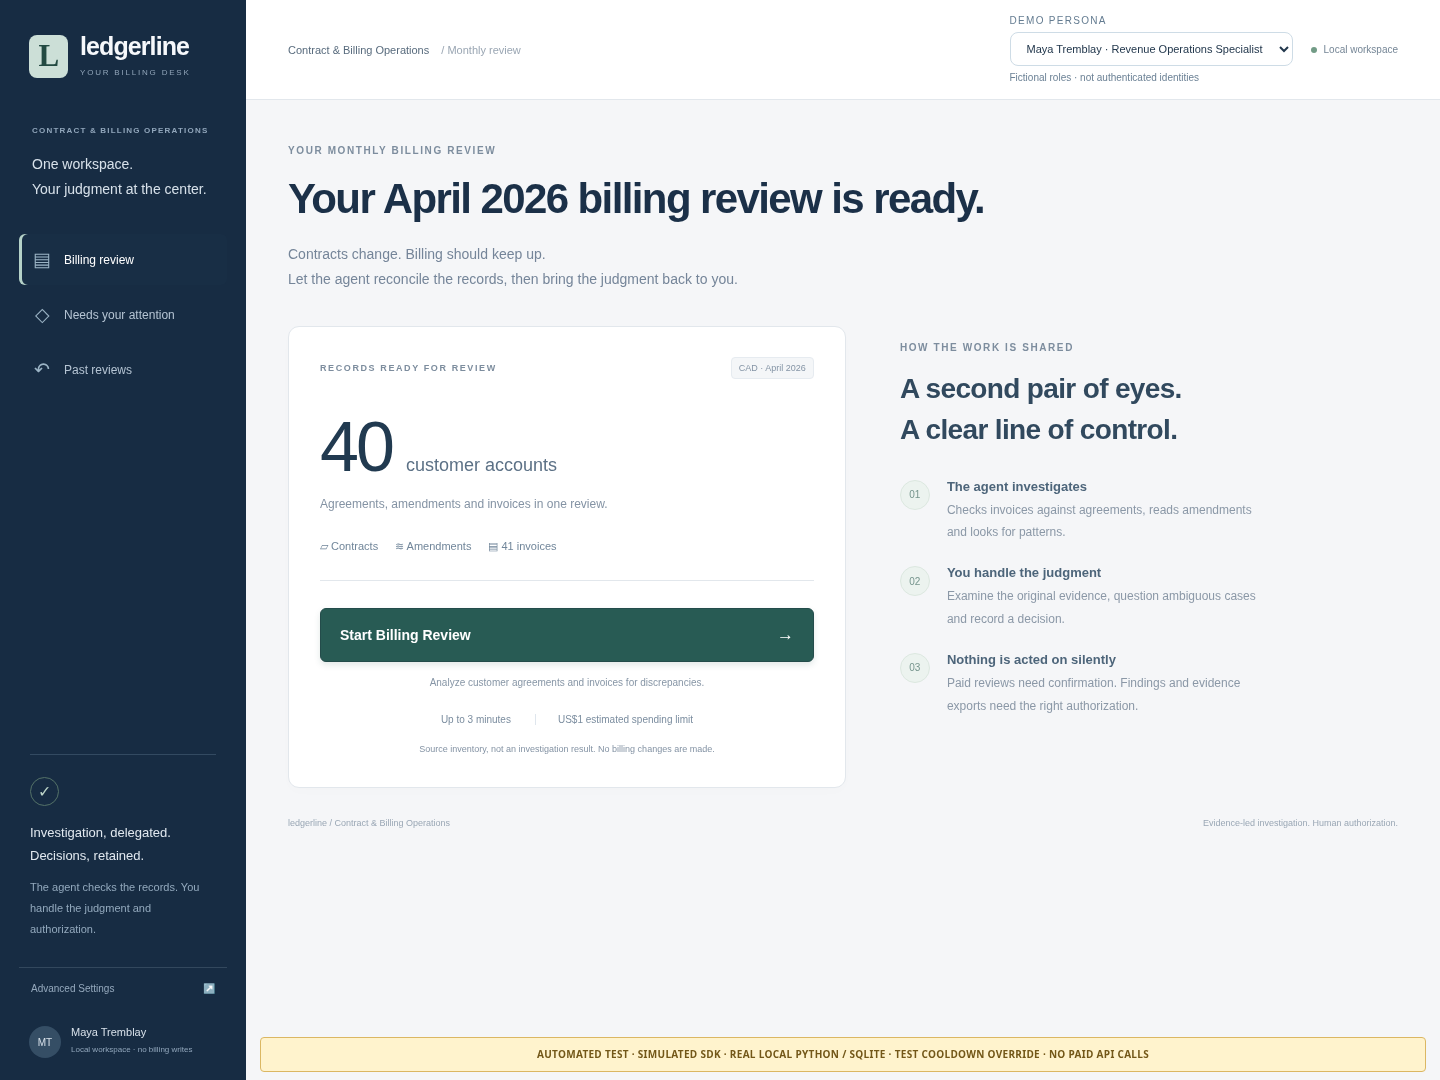 L ledgerline
YOUR BILLING DESK
CONTRACT & BILLING OPERATIONS
One workspace.
Your judgment at the center.
Billing review
Needs your attention
Past reviews
Investigation, delegated.
Decisions, retained.
The agent checks the records. You
handle the judgment and
authorization.
Advanced Settings
MT Maya Tremblay
Local workspace · no billing writes
Contract & Billing Operations / Monthly review
DEMO PERSONA
Maya Tremblay · Revenue Operations Specialist
Local workspace
Fictional roles · not authenticated identities
YOUR MONTHLY BILLING REVIEW
Your April 2026 billing review is ready.
Contracts change. Billing should keep up.
Let the agent reconcile the records, then bring the judgment back to you.
RECORDS READY FOR REVIEW
CAD · April 2026
40 customer accounts
Agreements, amendments and invoices in one review.
Contracts ≋ Amendments 41 invoices
Start Billing Review →
Analyze customer agreements and invoices for discrepancies.
Up to 3 minutes US$1 estimated spending limit
Source inventory, not an investigation result. No billing changes are made.
HOW THE WORK IS SHARED
A second pair of eyes.
A clear line of control.
01 The agent investigates
Checks invoices against agreements, reads amendments
and looks for patterns.
02 You handle the judgment
Examine the original evidence, question ambiguous cases
and record a decision.
03 Nothing is acted on silently
Paid reviews need confirmation. Findings and evidence
exports need the right authorization.
ledgerline / Contract & Billing Operations
Evidence-led investigation. Human authorization.
AUTOMATED TEST · SIMULATED SDK · REAL LOCAL PYTHON / SQLITE · TEST COOLDOWN OVERRIDE · NO PAID API CALLS